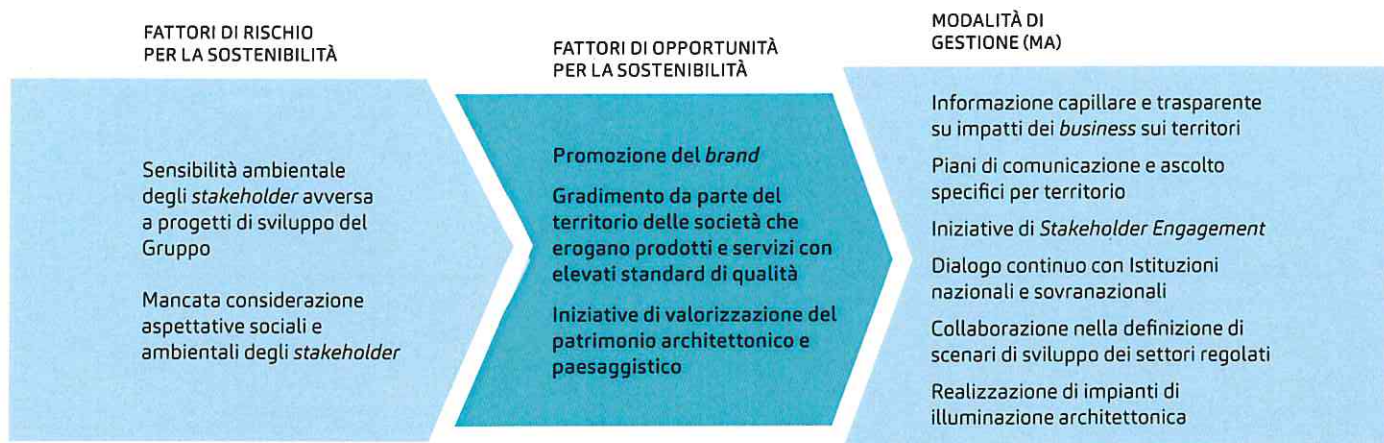 FATTORI DI RISCHIO
PER LA SOSTENIBILITÀ
Sensibilità ambientale
degli stakeholder avversa
a progetti di sviluppo del
Gruppo
Mancata considerazione
aspettative sociali e
ambientali degli stakeholder
FATTORI DI OPPORTUNITÀ
PER LA SOSTENIBILITÀ
Promozione del brand
Gradimento da parte del
territorio delle società che
erogano prodotti e servizi con
elevati standard di qualità
Iniziative di valorizzazione del
patrimonio architettonico e
paesaggistico
MODALITÀ DI
GESTIONE (MA)
Informazione capillare e trasparente
su impatti dei business sui territori
Piani di comunicazione e ascolto
specifici per territorio
Iniziative di Stakeholder Engagement
Dialogo continuo con Istituzioni
nazionali e sovranazionali
Collaborazione nella definizione di
scenari di sviluppo dei settori regolati
Realizzazione di impianti di
illuminazione architettonica